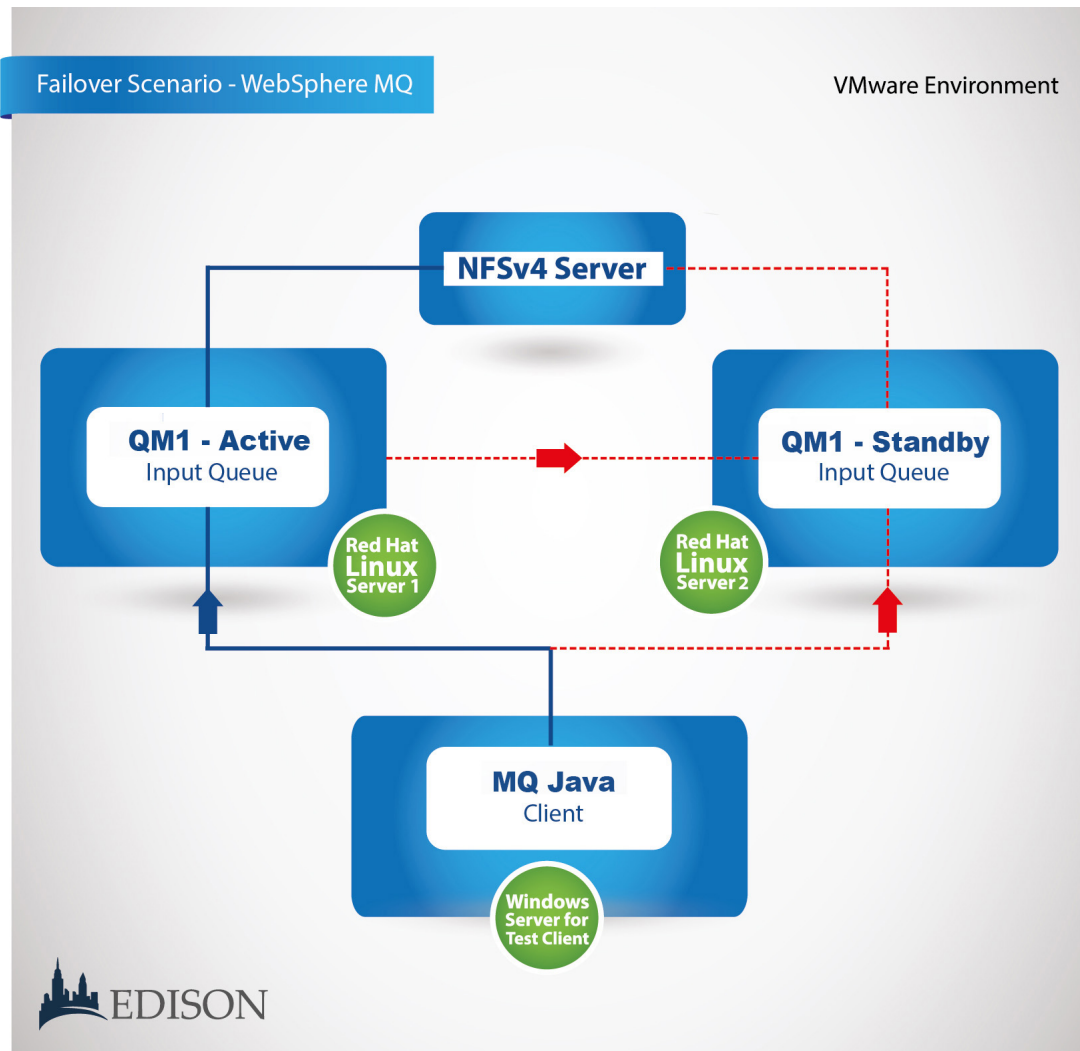 Failover Scenario - WebSphere MQ
VMware Environment
NFSv4 Server
QM1 - Active
Input Queue
QM1 - Standby
Input Queue
Red Hat
Linux
Server 1
Red Hat
Linux
Server 2
MQ Java
Client
Windows
Server for
Test Client
EDISON